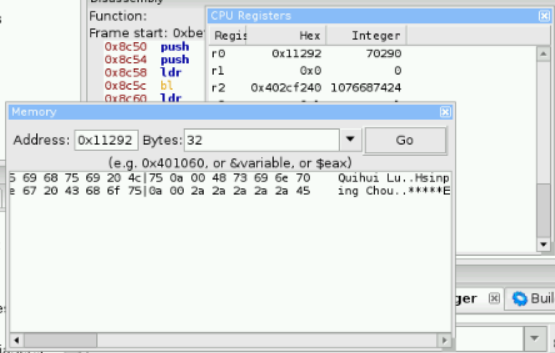 Disassembly
Function:
Frame start: 0xbe
0x8c50 push
0x8c54 push
0x8c58 ldr
0x8c5c bl
0x8c60 ldr
CPU Registers
Regis Hex Integer
r0 0x11292 70290
r1 0x0 0
r2 0x402cf240 1076687424
Memory
Address: 0x11292 Bytes: 32 Go
(e.g. 0x401060, or &variable, or $eax)
69 68 75 69 20 4c|75 0a 00 48 73 69 6e 70 Quihui Lu..Hsinp
67 20 43 68 6f 75|0a 00 2a 2a 2a 2a 2a 45 ing Chou..*****E
ger
Buil